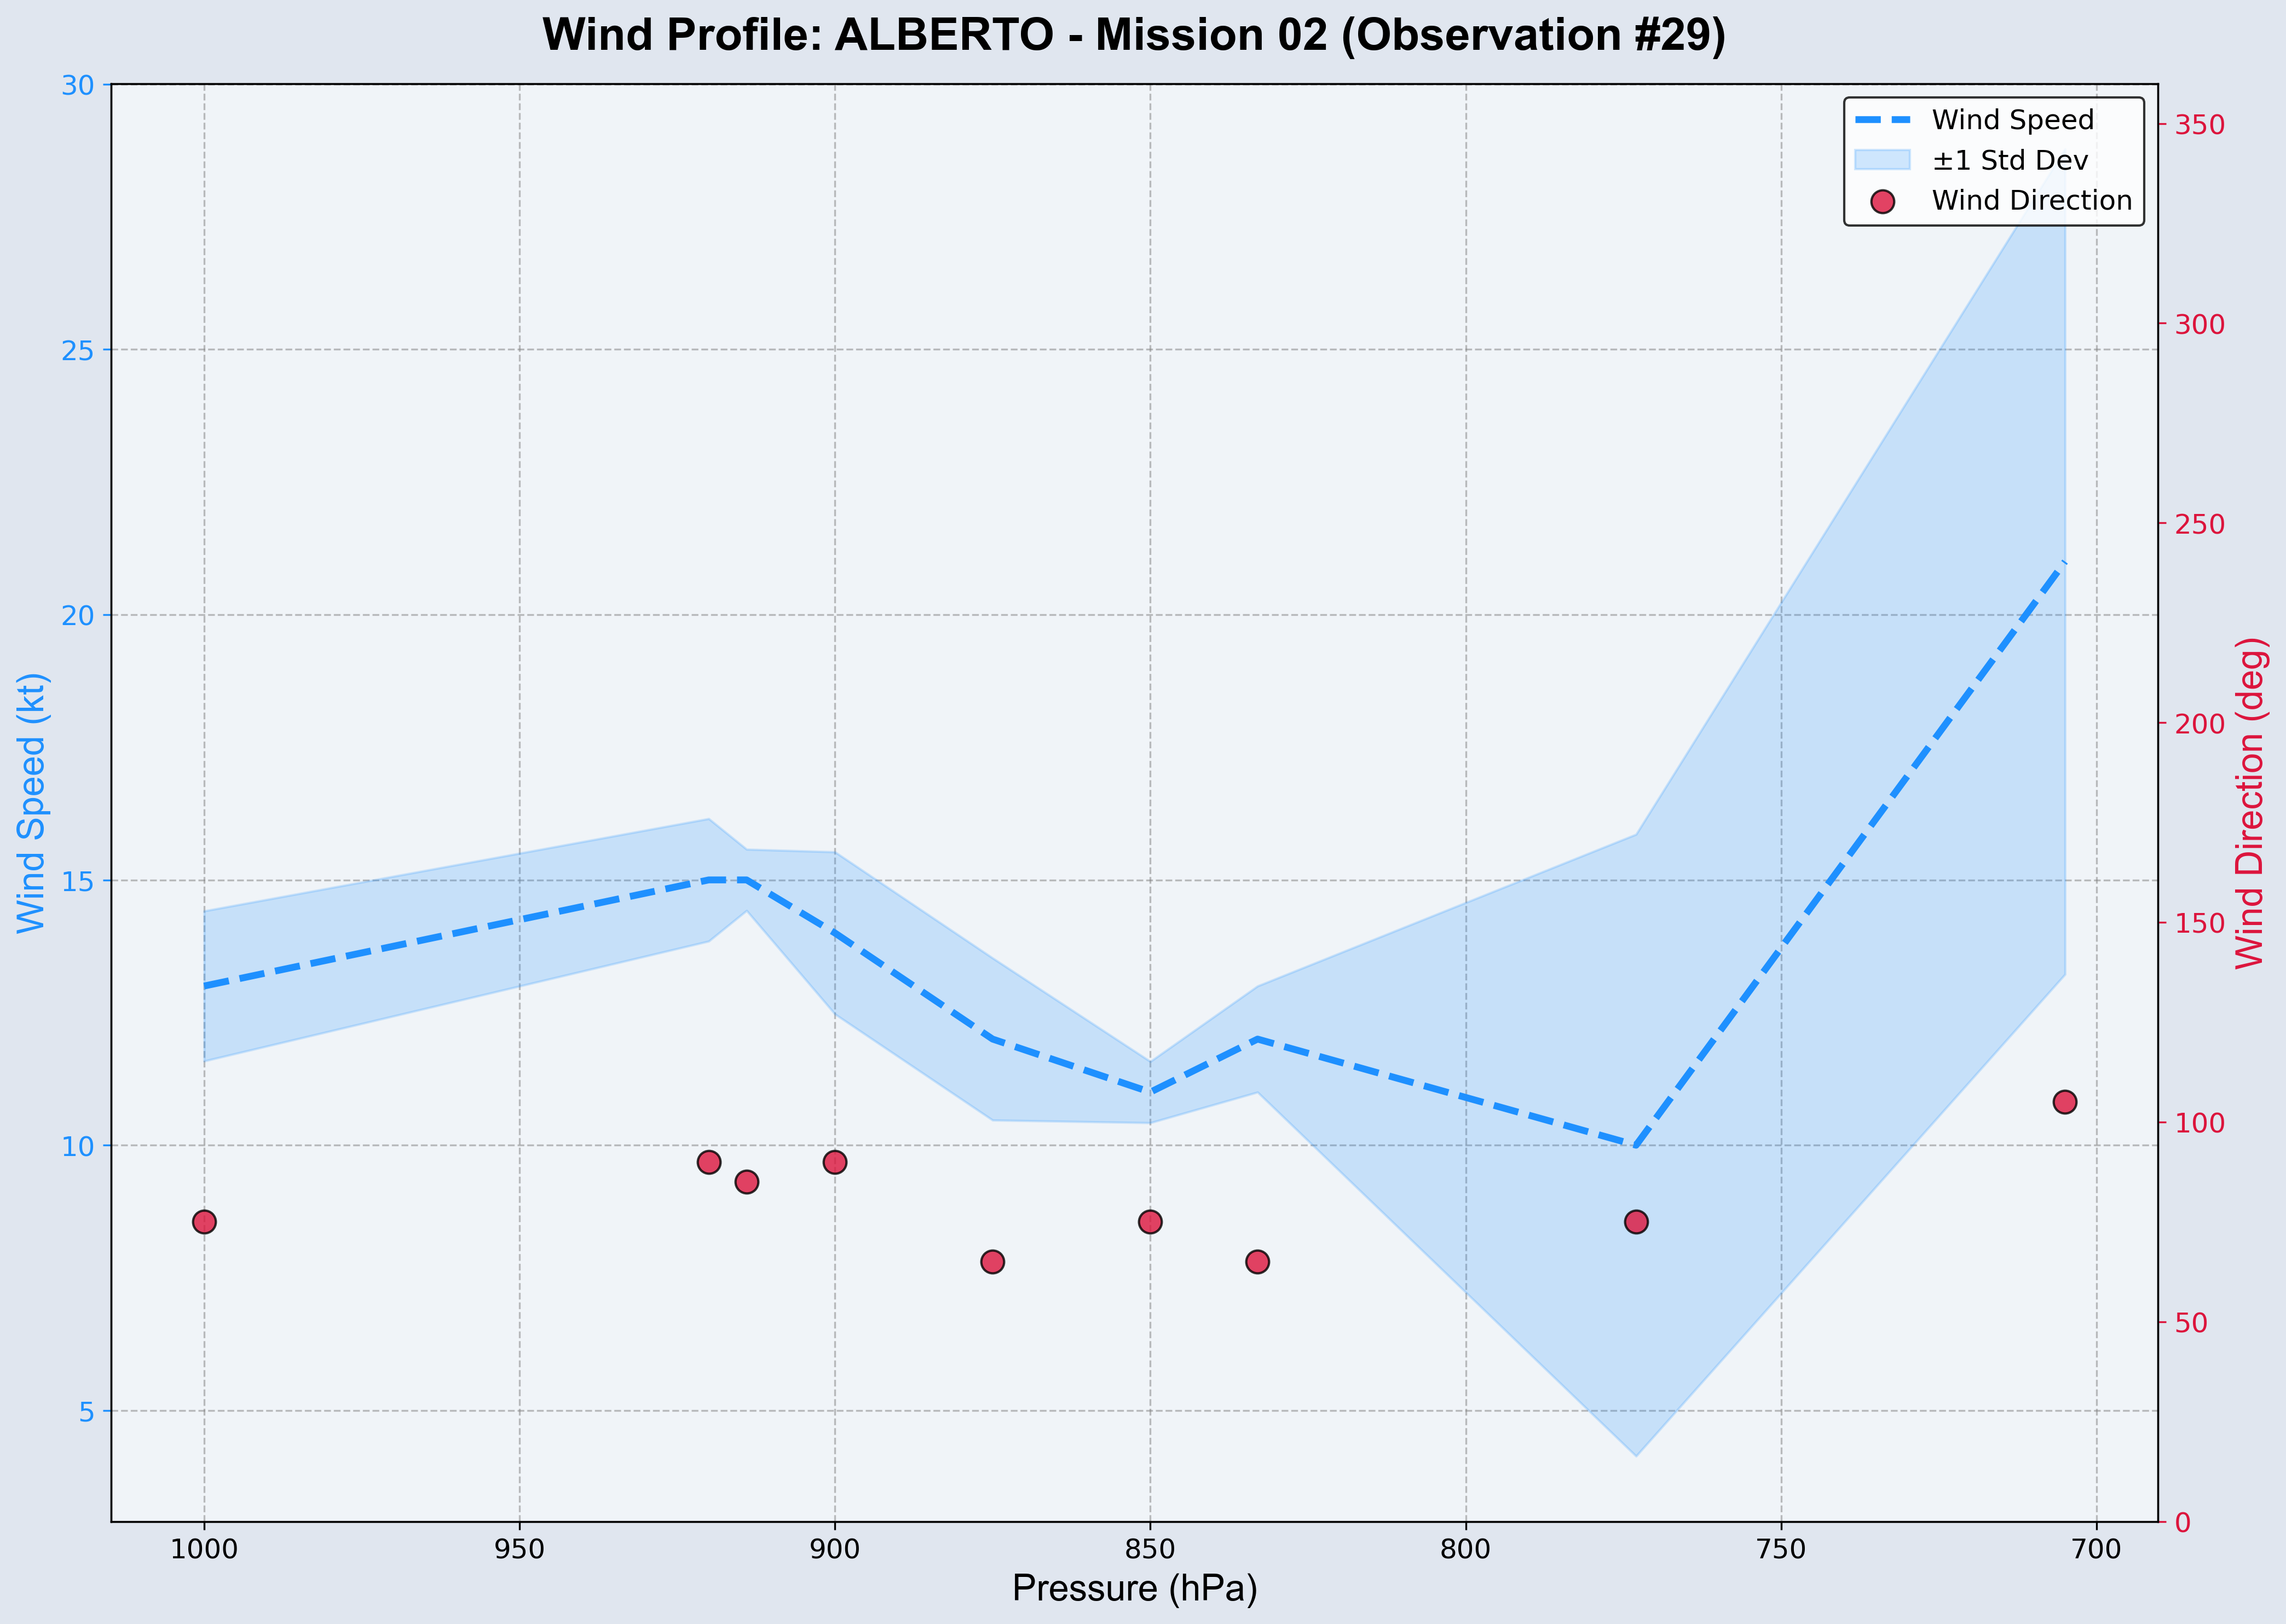 Wind Profile: ALBERTO - Mission 02 (Observation #29)
Wind Speed
±1 Std Dev
Wind Direction
Wind Speed (kt)
30
25
20
15
10
5
350
300
250
200
150
100
50
0
Wind Direction (deg)
1000 950 900 850 800 750 700
Pressure (hPa)